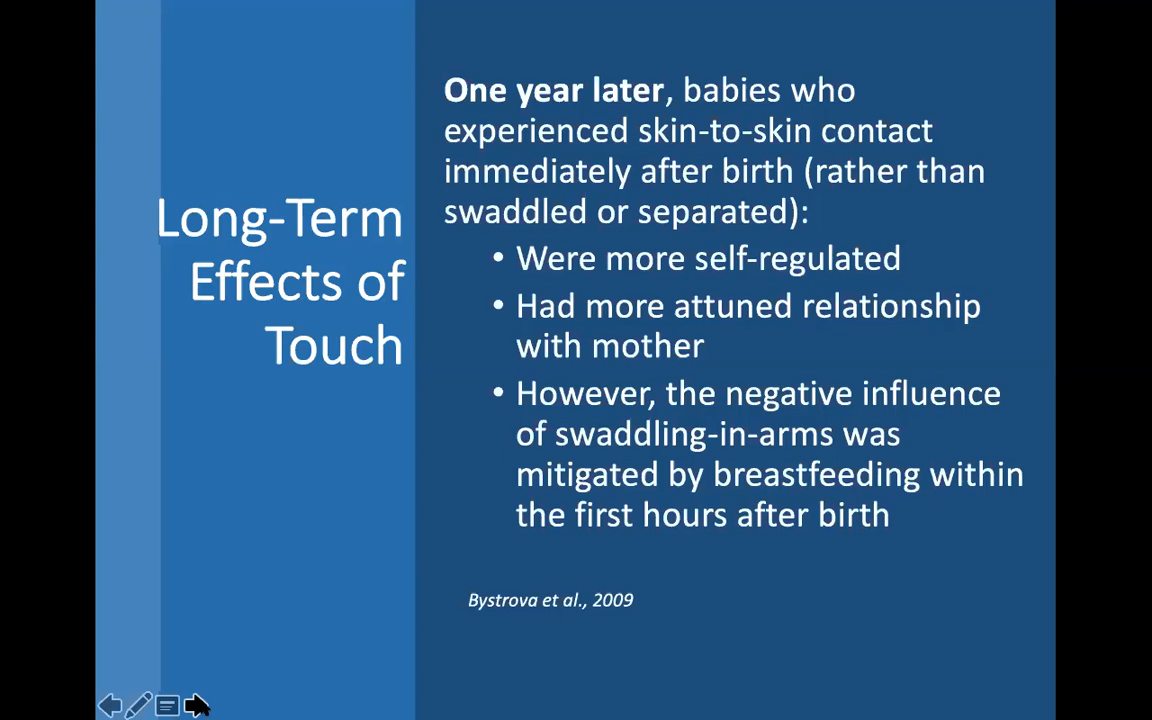 Long-Term
Effects of
Touch
One year later, babies who
experienced skin-to-skin contact
immediately after birth (rather than
swaddled or separated):
• Were more self-regulated
• Had more attuned relationship
with mother
• However, the negative influence
of swaddling-in-arms was
mitigated by breastfeeding within
the first hours after birth
Bystrova et al., 2009